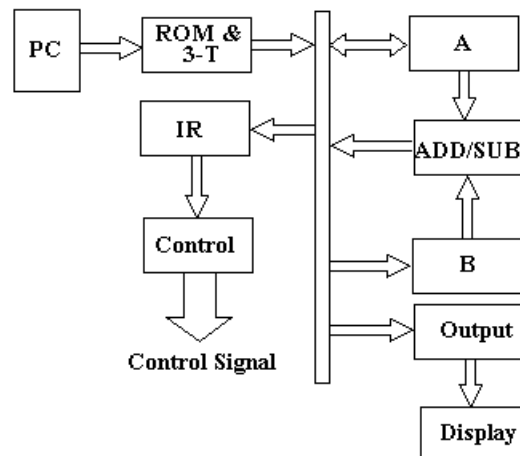 PC
ROM &
3-T
A
IR
ADD/SUB
Control
B
Output
Control Signal
Display